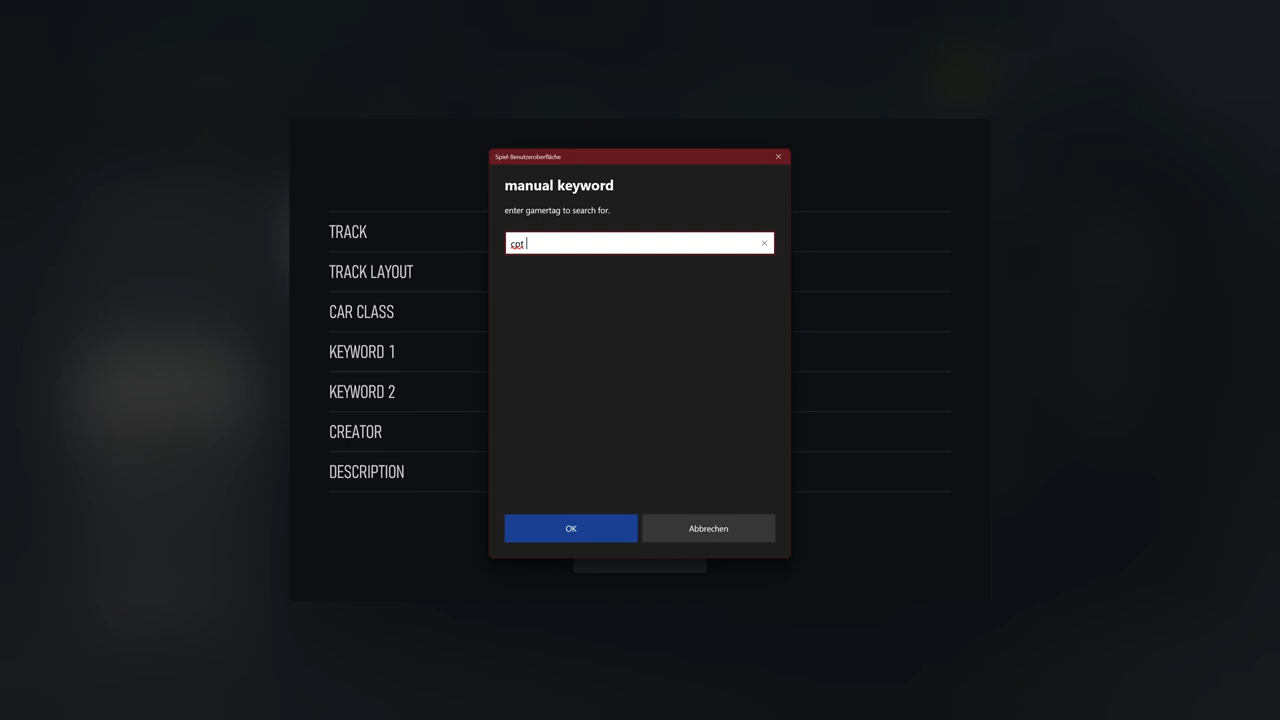 Spiel-Benutzeroberfläche
manual keyword
enter gamertag to search for.
cpt
TRACK
TRACK LAYOUT
CAR CLASS
KEYWORD 1
KEYWORD 2
CREATOR
DESCRIPTION
OK
Abbrechen